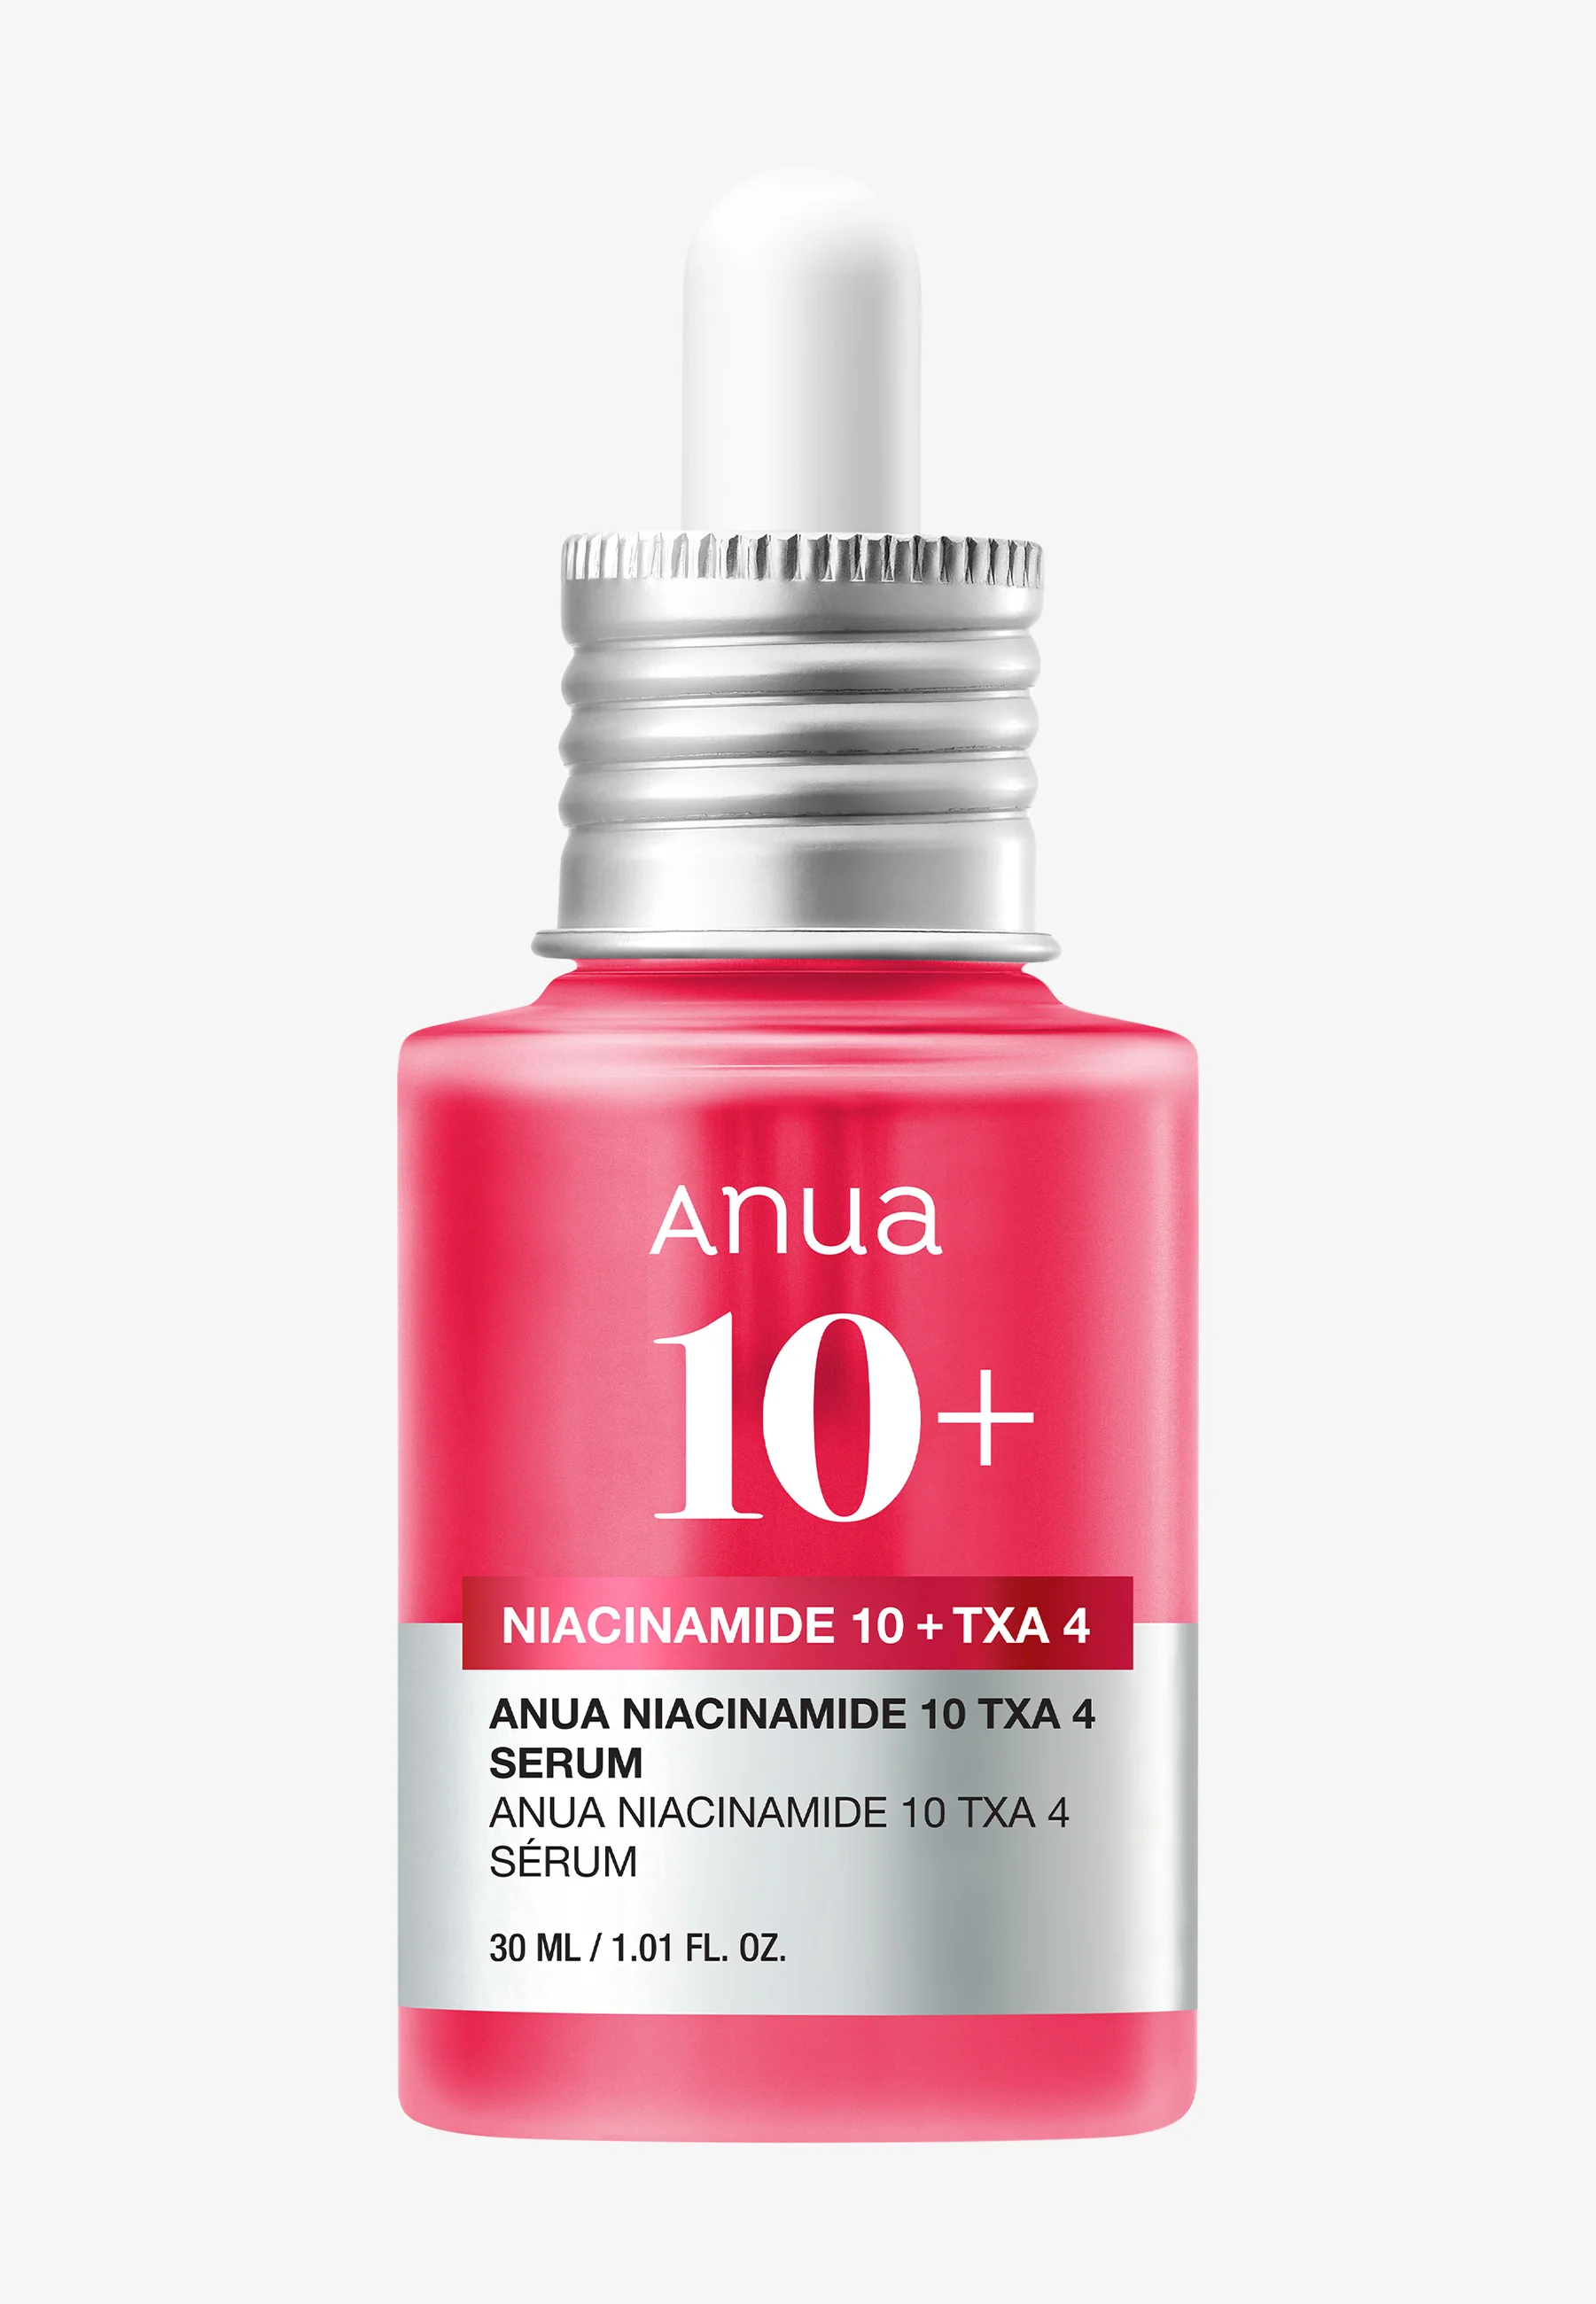 Anua
10+
NIACINAMIDE 10 + TXA 4
ANUA NIACINAMIDE 10 TXA 4
SERUM
ANUA NIACINAMIDE 10 TXA 4
SÉRUM
30 ML / 1.01 FL. OZ.